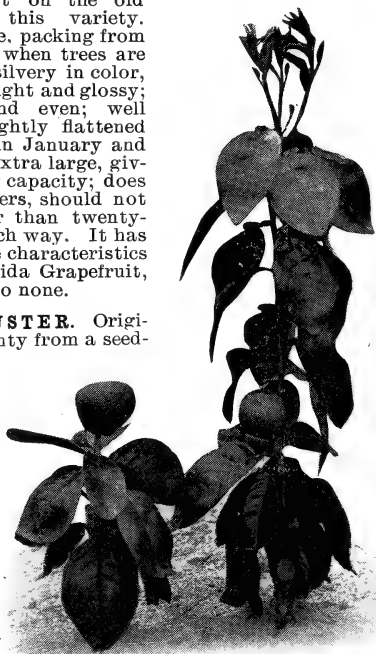 on the old
this variety.
packing from
when trees are
silvery in color,
ght and glossy;
nd even; well
ghtly flattened
in January and
xtra large, giv-
capacity; does
ers, should not
r than twenty-
ch way. It has
characteristics
ida Grapefruit,
o none.
USTER. Origi-
nty from a seed-